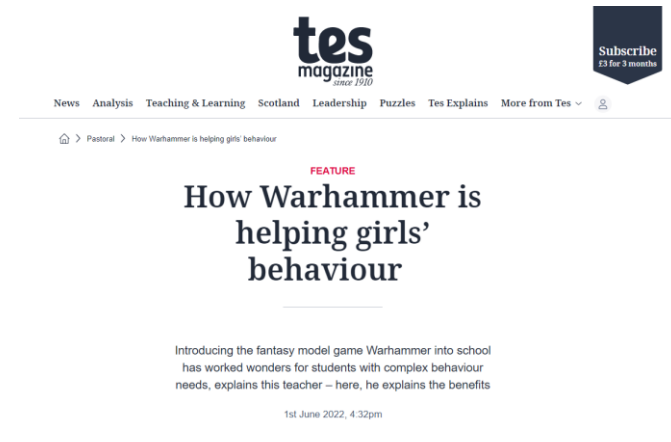 tes
magazine
since 1910
Subscribe
£3 for 3 months
News Analysis Teaching & Learning Scotland Leadership Puzzles Tes Explains More from Tes
Pastoral > How Warhammer is helping girls' behaviour
FEATURE
How Warhammer is
helping girls’
behaviour
Introducing the fantasy model game Warhammer into school
has worked wonders for students with complex behaviour
needs, explains this teacher – here, he explains the benefits
1st June 2022, 4:32pm